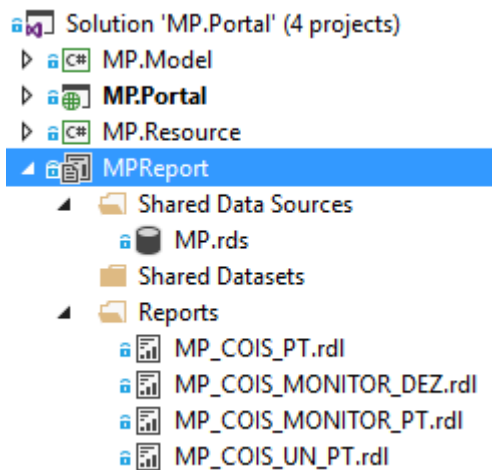 Solution 'MP.Portal' (4 projects)
C# MP.Model
MP.Portal
C# MP.Resource
MPReport
Shared Data Sources
MP.rds
Shared Datasets
Reports
MP_COIS_PT.rdl
MP_COIS_MONITOR_DEZ.rdl
MP_COIS_MONITOR_PT.rdl
MP_COIS_UN_PT.rdl